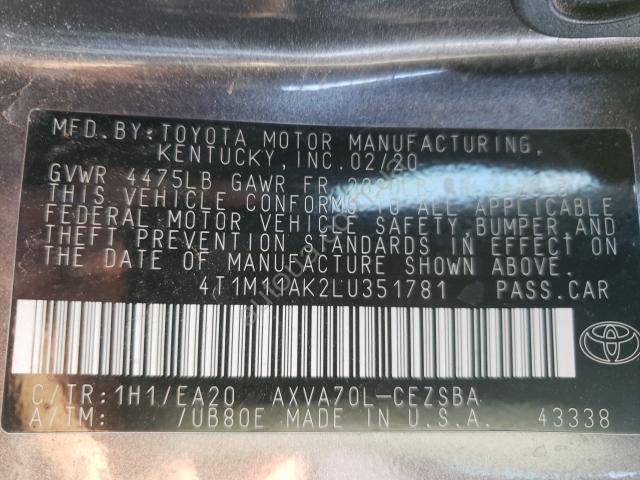 MFD.BY:TOYOTA MOTOR MANUFACTURING,
KENTUCKY,INC.02/20
GVWR 4475LB GAWR FR
THIS VEHICLE CONFORMS TO ALL APPLICABLE
FEDERAL MOTOR VEHICLE SAFETY,BUMPER,AND
THEFT PREVENTION STANDARDS IN EFFECT ON
THE DATE OF MANUFACTURE SHOWN ABOVE.
4T1M11AK2LU351781 PASS.CAR
C/TR:1H1/EA20 AXVA70L-CEZSBA
A/TM: /UB80E MADE IN U.S.A. 43338